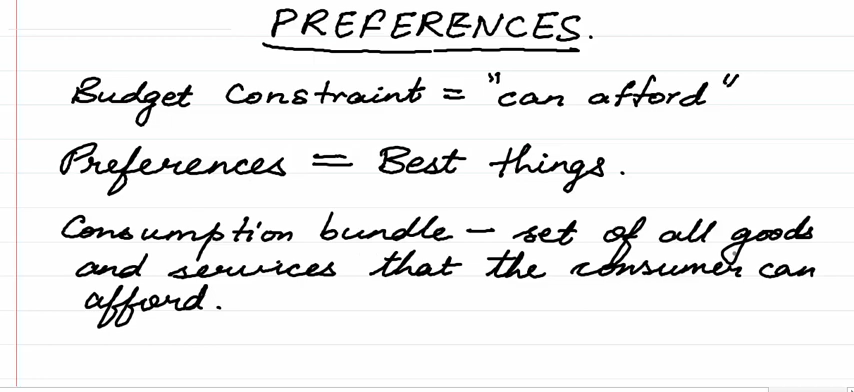 PREFERENCES.
Budget Constraint = "can afford"
Preferences = Best things.
Consumption bundle - set of all goods
and services that the consumer can
afford.